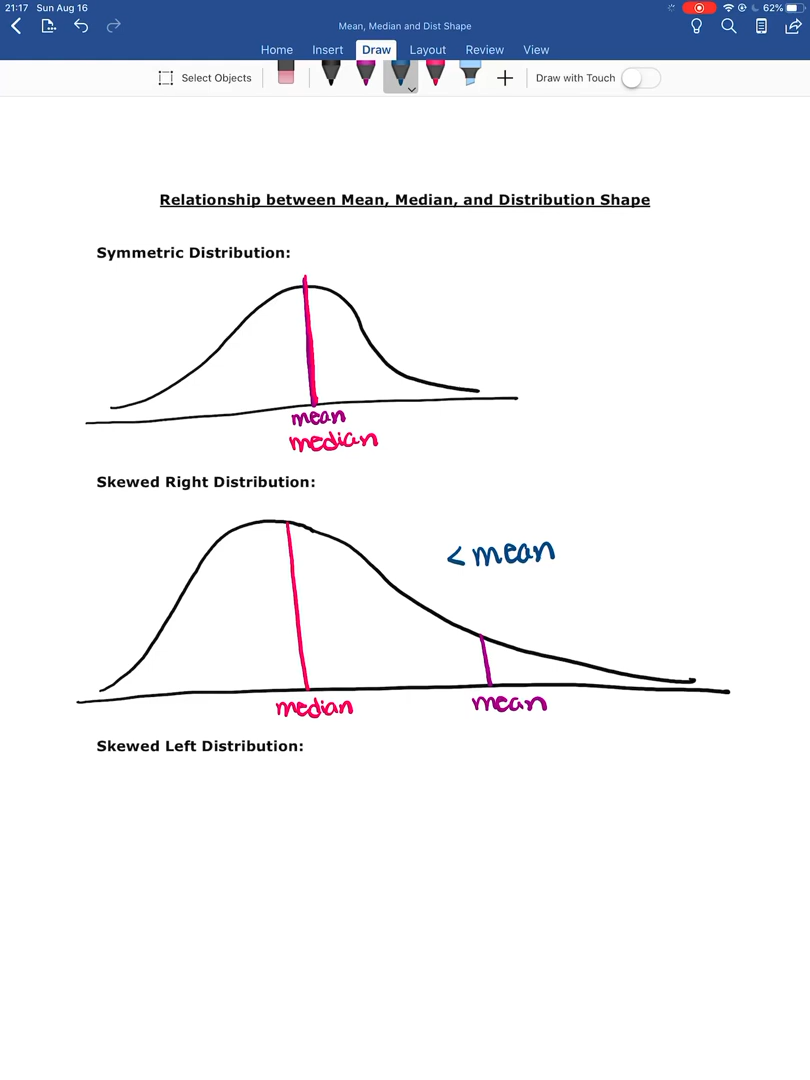 21:17 Sun Aug 16 62%
Mean, Median and Dist Shape
Home Insert Draw Layout Review View
Select Objects Draw with Touch
Relationship between Mean, Median, and Distribution Shape
Symmetric Distribution:
mean
median
Skewed Right Distribution:
< mean
median mean
Skewed Left Distribution: